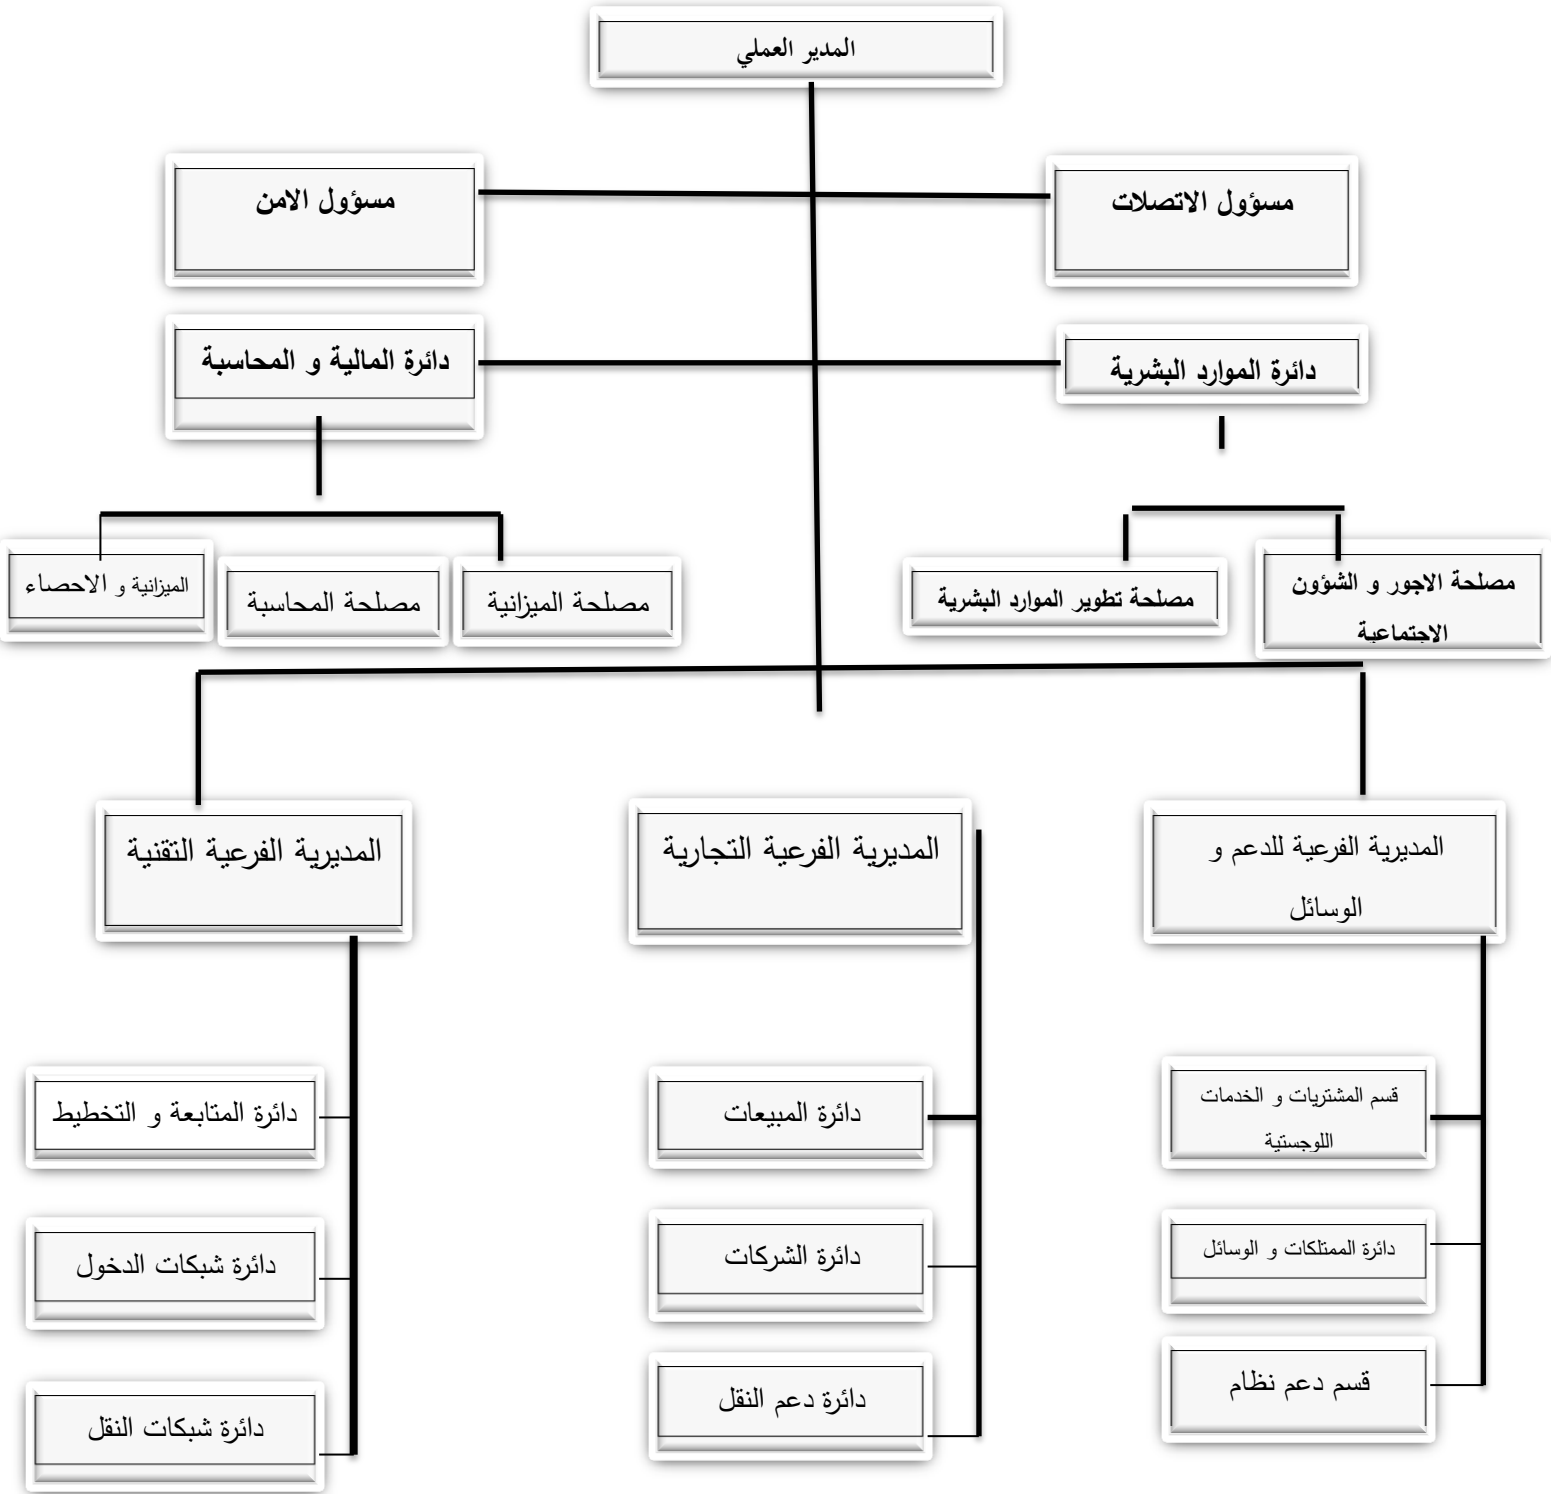 المدير العملي
مسؤول الاتصلات
مسؤول الامن
دائرة الموارد البشرية
دائرة المالية و المحاسبة
مصلحة الاجور و الشؤون
الاجتماعية
مصلحة تطوير الموارد البشرية
مصلحة الميزانية
مصلحة المحاسبة
الميزانية و الاحصاء
المديرية الفرعية للدعم و
الوسائل
المديرية الفرعية التجارية
المديرية الفرعية التقنية
قسم المشتريات و الخدمات
اللوجستية
دائرة المبيعات
دائرة المتابعة و التخطيط
دائرة الممتلكات و الوسائل
دائرة الشركات
دائرة شبكات الدخول
قسم دعم نظام
دائرة دعم النقل
دائرة شبكات النقل